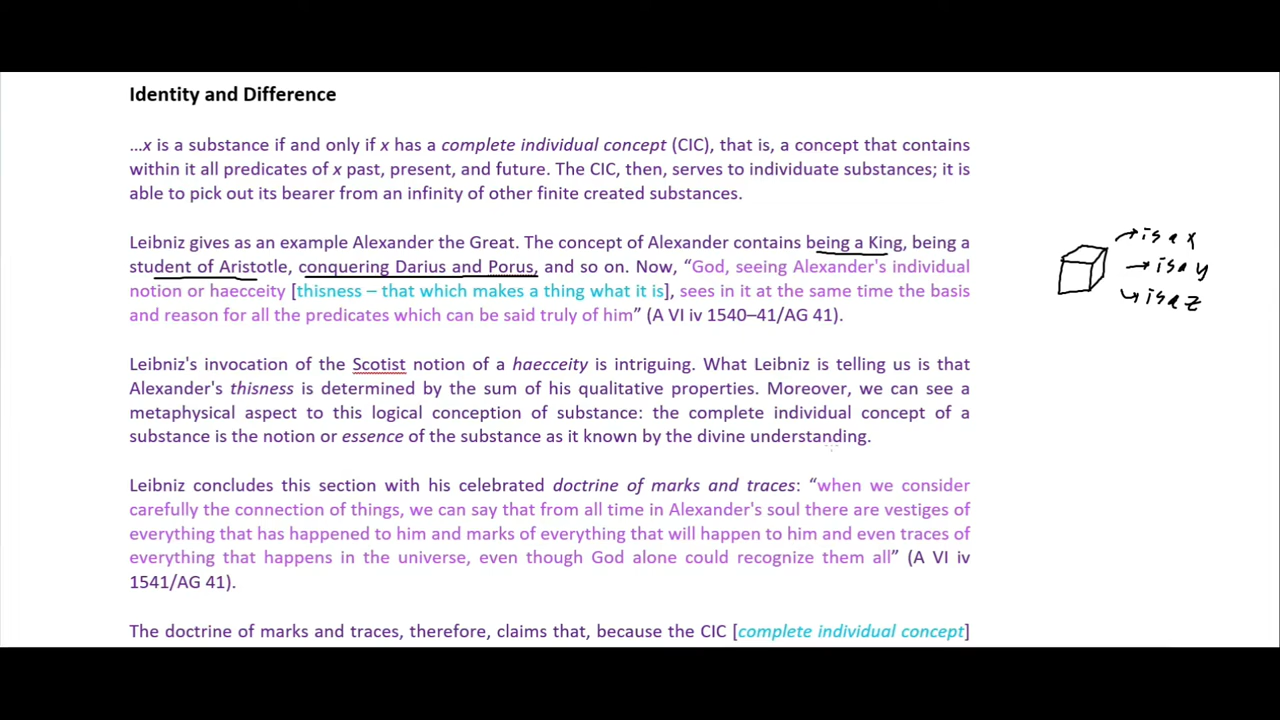 Identity and Difference
…x is a substance if and only if x has a complete individual concept (CIC), that is, a concept that contains
within it all predicates of x past, present, and future. The CIC, then, serves to individuate substances; it is
able to pick out its bearer from an infinity of other finite created substances.
Leibniz gives as an example Alexander the Great. The concept of Alexander contains being a King, being a
student of Aristotle, conquering Darius and Porus, and so on. Now, “God, seeing Alexander's individual
notion or haecceity [thisness – that which makes a thing what it is], sees in it at the same time the basis
and reason for all the predicates which can be said truly of him” (A VI iv 1540–41/AG 41).
is a x
is a y
is a z
Leibniz's invocation of the Scotist notion of a haecceity is intriguing. What Leibniz is telling us is that
Alexander's thisness is determined by the sum of his qualitative properties. Moreover, we can see a
metaphysical aspect to this logical conception of substance: the complete individual concept of a
substance is the notion or essence of the substance as it known by the divine understanding.
Leibniz concludes this section with his celebrated doctrine of marks and traces: “when we consider
carefully the connection of things, we can say that from all time in Alexander's soul there are vestiges of
everything that has happened to him and marks of everything that will happen to him and even traces of
everything that happens in the universe, even though God alone could recognize them all” (A VI iv
1541/AG 41).
The doctrine of marks and traces, therefore, claims that, because the CIC [complete individual concept]